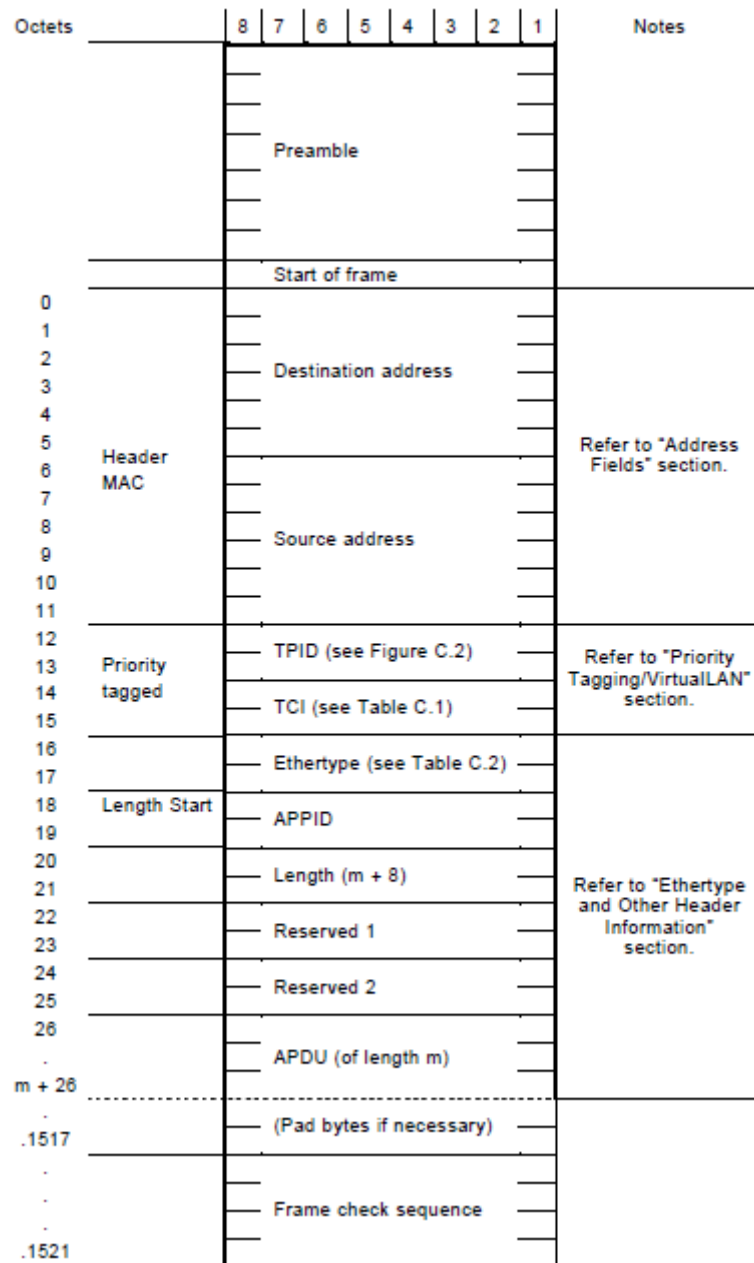 Octets 8 7 6 5 4 3 2 1 Notes
Preamble
Start of frame
0
1
2
Destination address
3
4
5
Refer to "Address
Fields" section.
Header
MAC
6
7
8
Source address
9
10
11
12
TPID (see Figure C.2)
13
Priority
tagged
Refer to "Priority
Tagging/VirtualLAN"
section.
14
TCI (see Table C.1)
15
16
Ethertype (see Table C.2)
17
18
Length Start
APPID
19
20
Length (m + 8)
21
Refer to "Ethertype
and Other Header
Information"
section.
22
Reserved 1
23
24
Reserved 2
25
26
.
APDU (of length m)
m + 26
.
(Pad bytes if necessary)
.1517
.
.
Frame check sequence
.
.1521